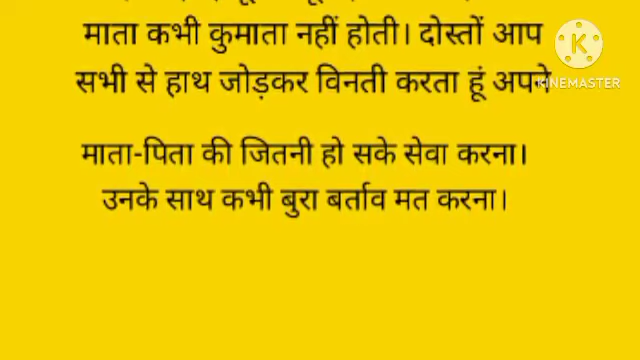 माता कभी कुमाता नहीं होती। दोस्तों आप
सभी से हाथ जोड़कर विनती करता हूं अपने
माता-पिता की जितनी हो सके सेवा करना।
उनके साथ कभी बुरा बर्ताव मत करना।
KINEMASTER